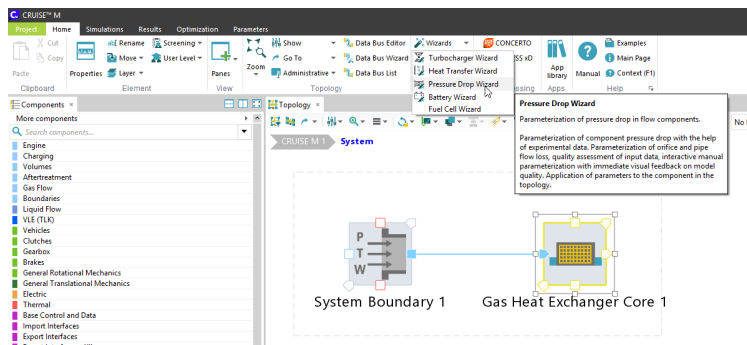 CRUISE™ M
Project Home Simulations Results Optimization Parameters
Cut
Copy
Paste
Clipboard
Properties
Rename
Move
Layer
Screening
User Level
Element
Panes
View
Zoom
Show
Go To
Administrative
Data Bus Editor
Data Bus Wizard
Data Bus List
Topology
Wizards
Turbocharger Wizard
Heat Transfer Wizard
Pressure Drop Wizard
Battery Wizard
Fuel Cell Wizard
CONCERTO
ESS xD
ssing
App library
Apps
Manual
Examples
Main Page
Context (F1)
Help
Components
More components
Search components...
Engine
Charging
Volumes
Aftertreatment
Gas Flow
Boundaries
Liquid Flow
VLE (TLK)
Vehicles
Clutches
Gearbox
Brakes
General Rotational Mechanics
General Translational Mechanics
Electric
Thermal
Base Control and Data
Import Interfaces
Export Interfaces
Topology
CRUISE M 1 System
No l
Pressure Drop Wizard
Parameterization of pressure drop in flow components.
Parameterization of component pressure drop with the help
of experimental data. Parameterization of orifice and pipe
flow loss, quality assessment of input data, interactive manual
parameterization with immediate visual feedback on model
quality. Application of parameters to the component in the
topology.
P
T
W
System Boundary 1
Gas Heat Exchanger Core 1